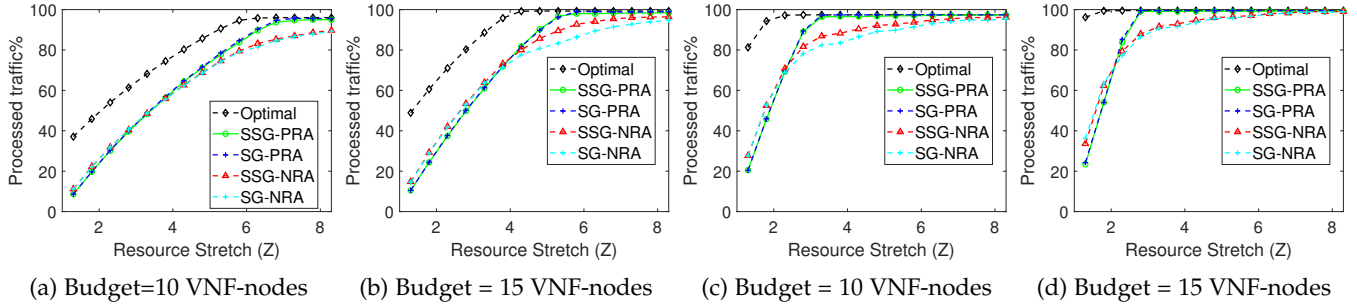 Processed traffic%
100
80
60
40
20
0
2
4
6
8
Resource Stretch (Z)
Optimal
SSG-PRA
SG-PRA
SSG-NRA
SG-NRA
(a) Budget=10 VNF-nodes
Processed traffic%
100
80
60
40
20
0
2
4
6
8
Resource Stretch (Z)
Optimal
SSG-PRA
SG-PRA
SSG-NRA
SG-NRA
(b) Budget = 15 VNF-nodes
Processed traffic%
100
80
60
40
20
0
2
4
6
8
Resource Stretch (Z)
Optimal
SSG-PRA
SG-PRA
SSG-NRA
SG-NRA
(c) Budget = 10 VNF-nodes
Processed traffic%
100
80
60
40
20
0
2
4
6
8
Resource Stretch (Z)
Optimal
SSG-PRA
SG-PRA
SSG-NRA
SG-NRA
(d) Budget = 15 VNF-nodes